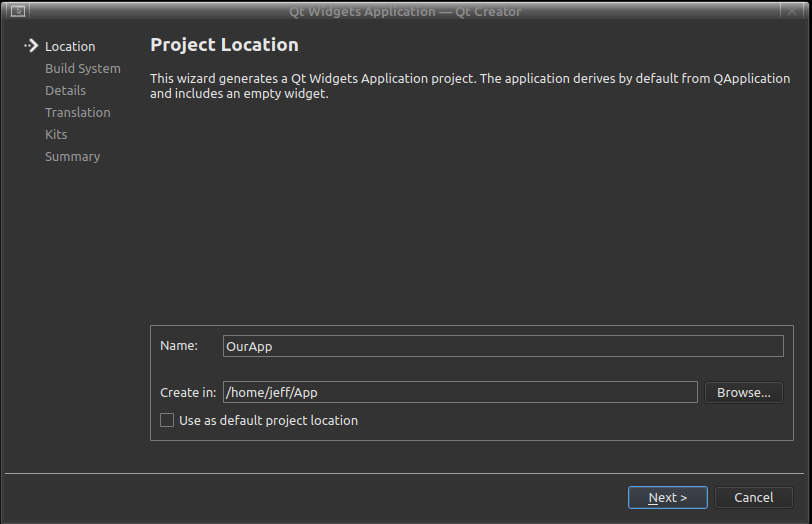 Qt Widgets Application — Qt Creator
Location
Build System
Details
Translation
Kits
Summary
Project Location
This wizard generates a Qt Widgets Application project. The application derives by default from QApplication
and includes an empty widget.
Name: OurApp
Create in: /home/jeff/App Browse...
Use as default project location
Next > Cancel